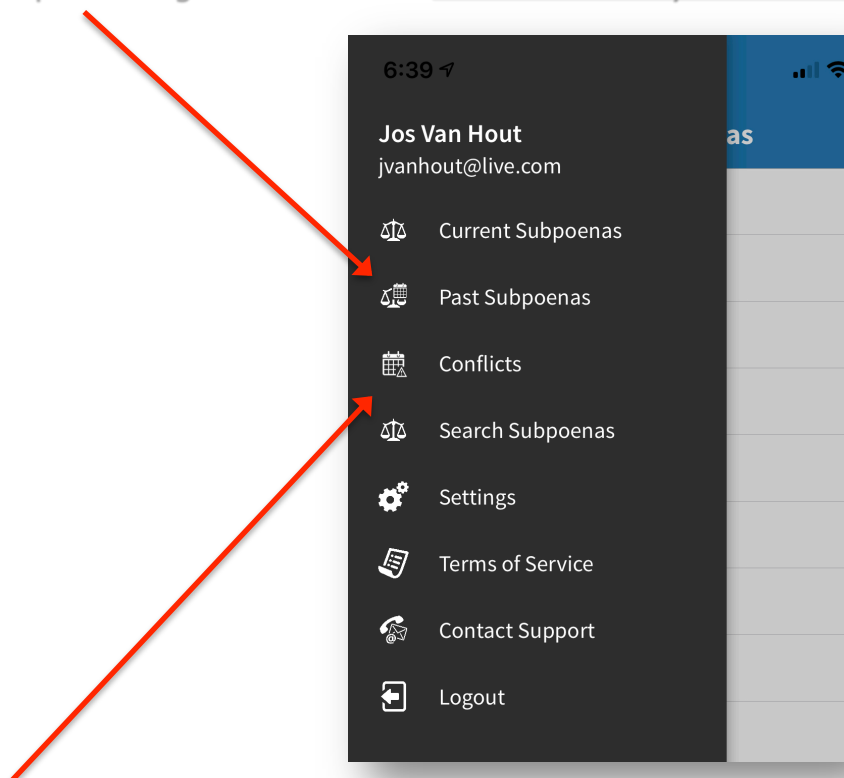 6:39
Jos Van Hout
as
jvanhout@live.com
Current Subpoenas
Past Subpoenas
Conflicts
Search Subpoenas
Settings
Terms of Service
Contact Support
Logout